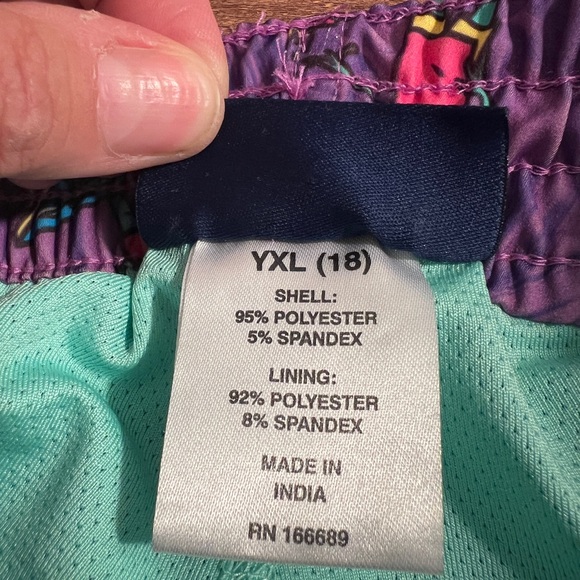 YXL (18)
SHELL:
95% POLYESTER
5% SPANDEX
LINING:
92% POLYESTER
8% SPANDEX
MADE IN
INDIA
RN 166689